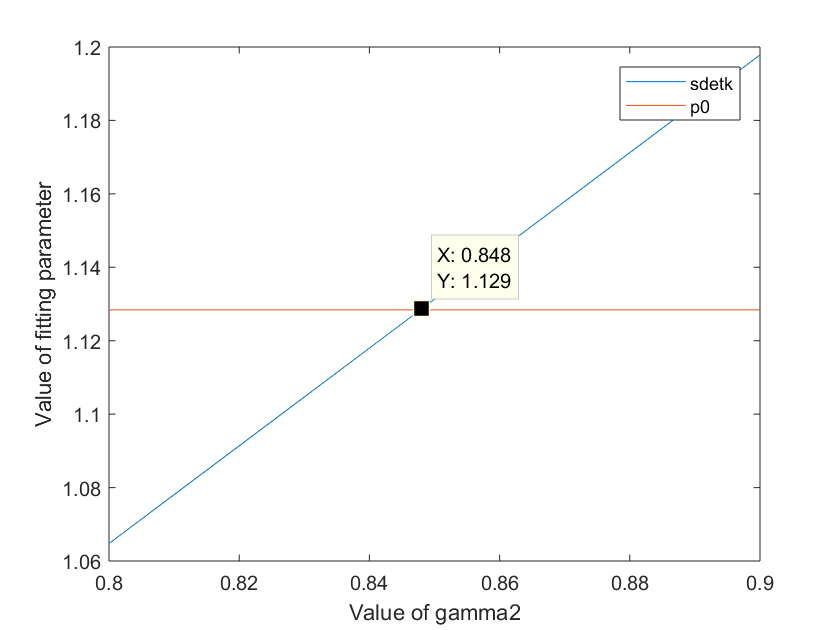 1.2
sdetk
p0
1.18
1.16
X: 0.848
Y: 1.129
1.14
1.12
1.1
1.08
1.06
Value of fitting parameter
0.8
0.82
0.84
0.86
0.88
0.9
Value of gamma2